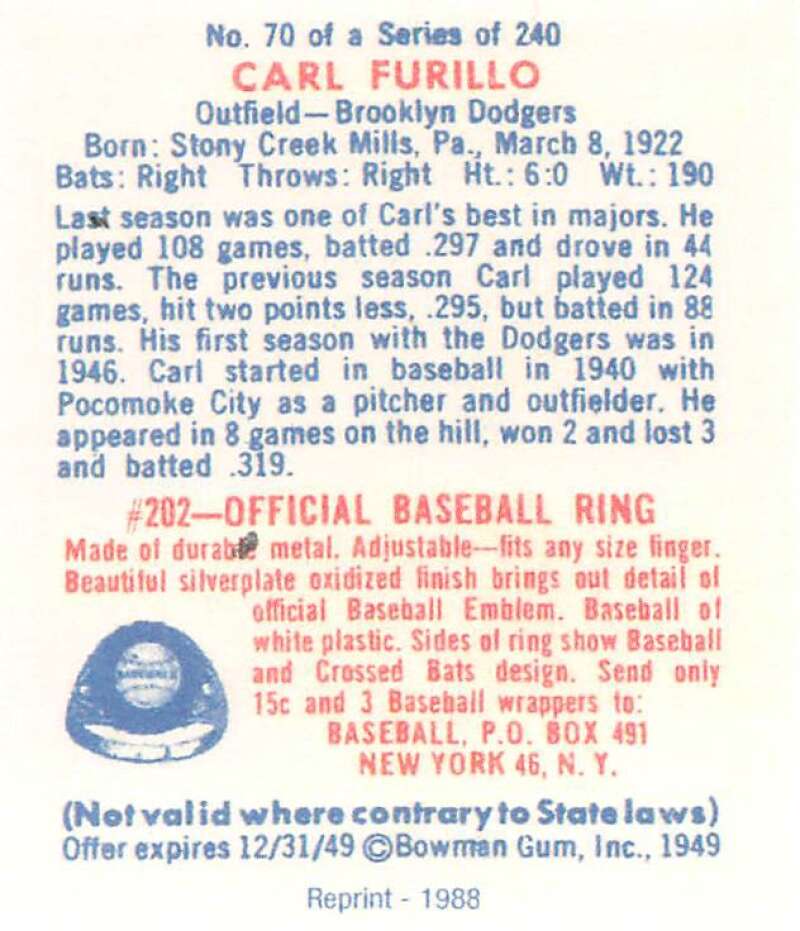 No. 70 of a Series of 240
CARL FURILLO
Outfield—Brooklyn Dodgers
Born: Stony Creek Mills, Pa., March 8, 1922
Bats: Right Throws: Right Ht.: 6:0 Wt.: 190
Last season was one of Carl's best in majors. He
played 108 games, batted .297 and drove in 44
runs. The previous season Carl played 124
games, hit two points less, .295, but batted in 88
runs. His first season with the Dodgers was in
1946. Carl started in baseball in 1940 with
Pocomoke City as a pitcher and outfielder. He
appeared in 8 games on the hill, won 2 and lost 3
and batted .319.
#202—OFFICIAL BASEBALL RING
Made of durable metal. Adjustable—fits any size finger.
Beautiful silverplate oxidized finish brings out detail of
official Baseball Emblem. Baseball of
white plastic. Sides of ring show Baseball
and Crossed Bats design. Send only
15c and 3 Baseball wrappers to:
BASEBALL, P.O. BOX 491
NEW YORK 46, N. Y.
(Not valid where contrary to State laws)
Offer expires 12/31/49 ©Bowman Gum, Inc., 1949
Reprint - 1988